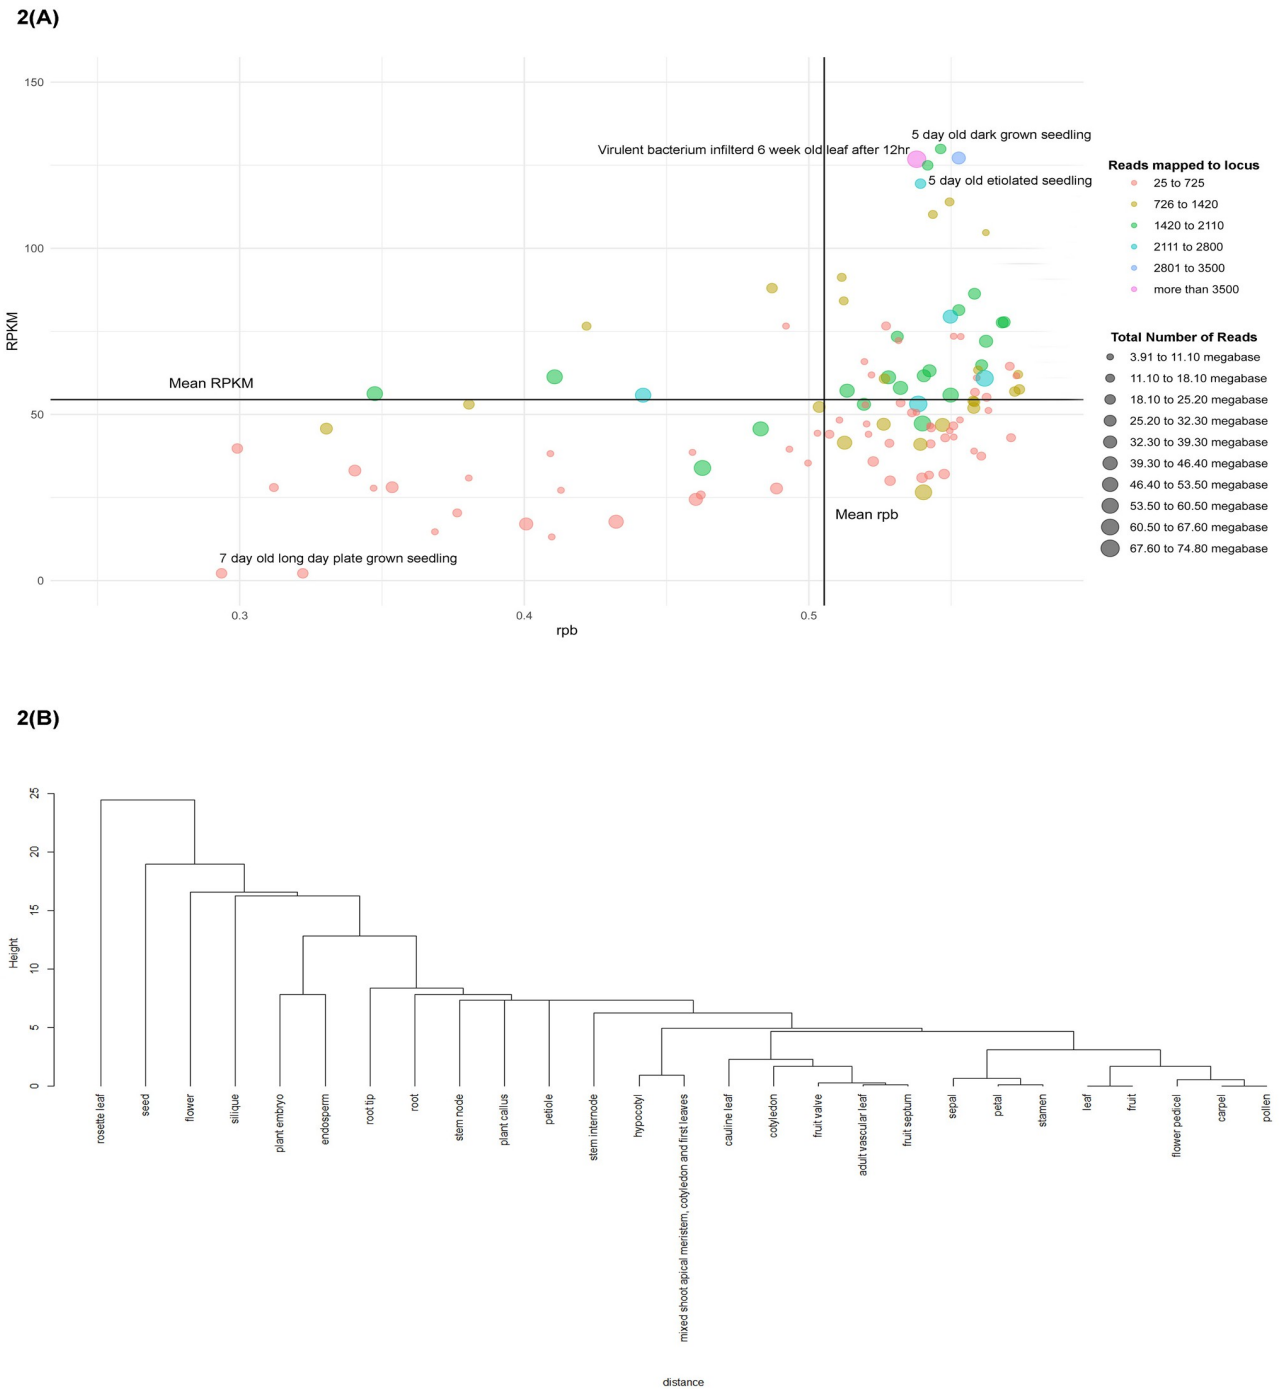 2(A)
150
100
50
0
RPKM
5 day old dark grown seedling
Virulent bacterium infilterd 6 week old leaf after 12hr
5 day old etiolated seedling
Mean RPKM
Mean rpb
7 day old long day plate grown seedling
0.3
0.4
0.5
rpb
Reads mapped to locus
25 to 725
726 to 1420
1420 to 2110
2111 to 2800
2801 to 3500
more than 3500
Total Number of Reads
3.91 to 11.10 megabase
11.10 to 18.10 megabase
18.10 to 25.20 megabase
25.20 to 32.30 megabase
32.30 to 39.30 megabase
39.30 to 46.40 megabase
46.40 to 53.50 megabase
53.50 to 60.50 megabase
60.50 to 67.60 megabase
67.60 to 74.80 megabase
2(B)
25
20
15
10
5
0
Height
rosette leaf
seed
flower
silique
plant embryo
endosperm
root tip
root
stem node
plant callus
petiole
stem internode
hypocotyl
mixed shoot apical meristem, cotyledon and first leaves
cauline leaf
cotyledon
fruit valve
adult vascular leaf
fruit septum
sepal
petal
stamen
leaf
fruit
flower pedicel
carpel
pollen
distance